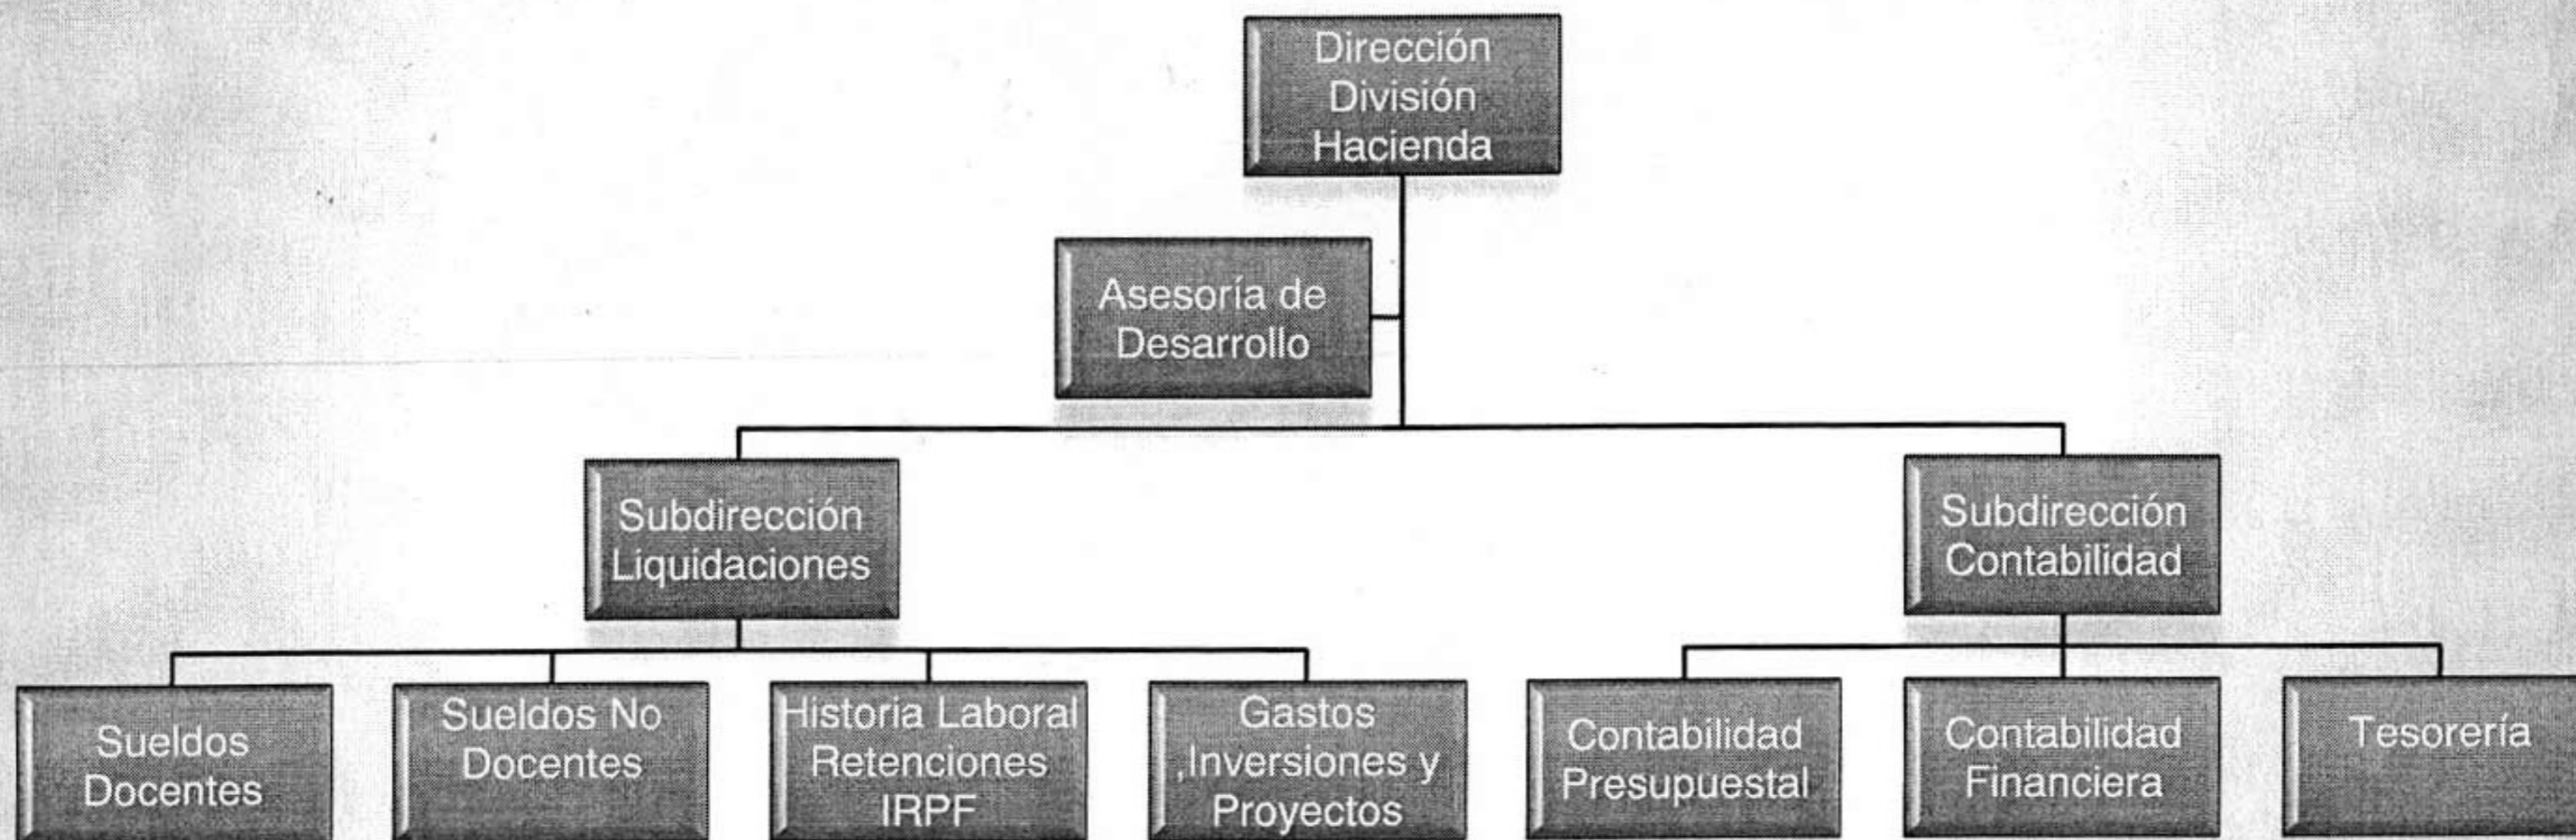 Dirección
División
Hacienda
Asesoría de
Desarrollo
Subdirección
Liquidaciones
Subdirección
Contabilidad
Sueldos
Docentes
Sueldos No
Docentes
Historia Laboral
Retenciones
IRPF
Gastos
,Inversiones y
Proyectos
Contabilidad
Presupuestal
Contabilidad
Financiera
Tesorería